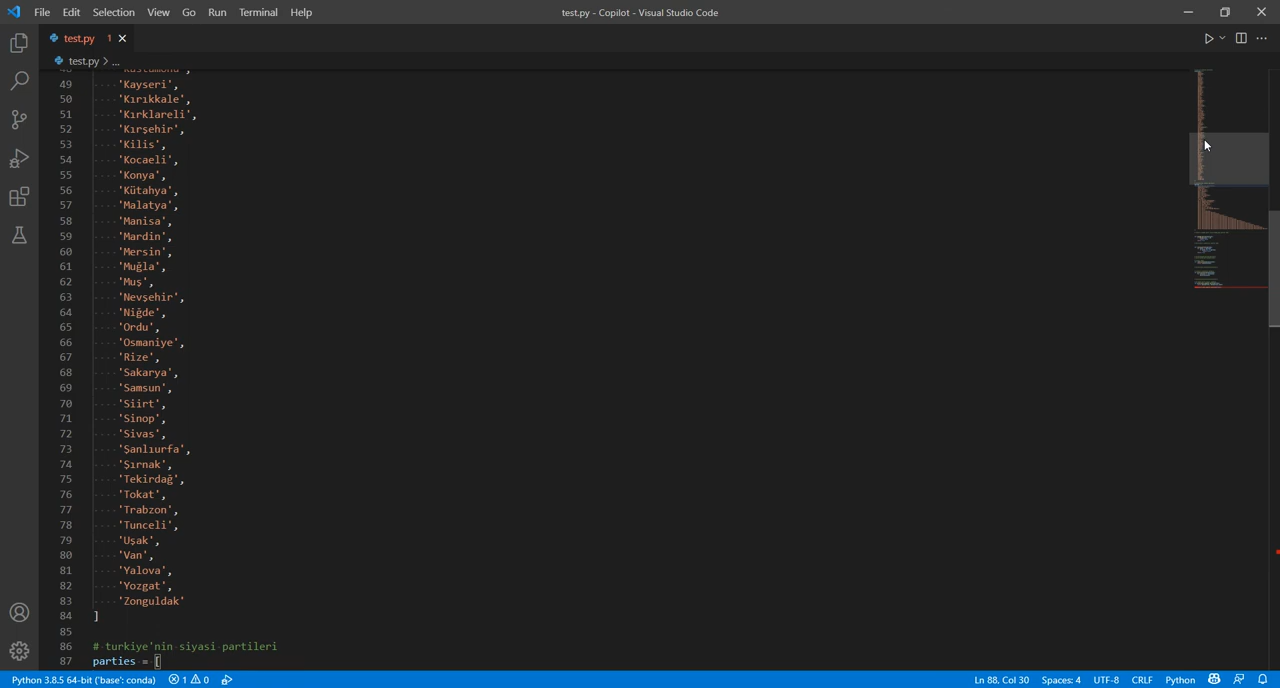 File Edit Selection View Go Run Terminal Help test.py - Copilot - Visual Studio Code
test.py 1
test.py > ...
48 'Kastamonu',
49 'Kayseri',
50 'Kırıkkale',
51 'Kırklareli',
52 'Kırşehir',
53 'Kilis',
54 'Kocaeli',
55 'Konya',
56 'Kütahya',
57 'Malatya',
58 'Manisa',
59 'Mardin',
60 'Mersin',
61 'Muğla',
62 'Muş',
63 'Nevşehir',
64 'Niğde',
65 'Ordu',
66 'Osmaniye',
67 'Rize',
68 'Sakarya',
69 'Samsun',
70 'Siirt',
71 'Sinop',
72 'Sivas',
73 'Şanlıurfa',
74 'Şırnak',
75 'Tekirdağ',
76 'Tokat',
77 'Trabzon',
78 'Tunceli',
79 'Uşak',
80 'Van',
81 'Yalova',
82 'Yozgat',
83 'Zonguldak'
84 ]
85
86 # turkiye'nin siyasi partileri
87 parties = [
Python 3.8.5 64-bit ('base': conda) 1 0 Ln 88, Col 30 Spaces: 4 UTF-8 CRLF Python